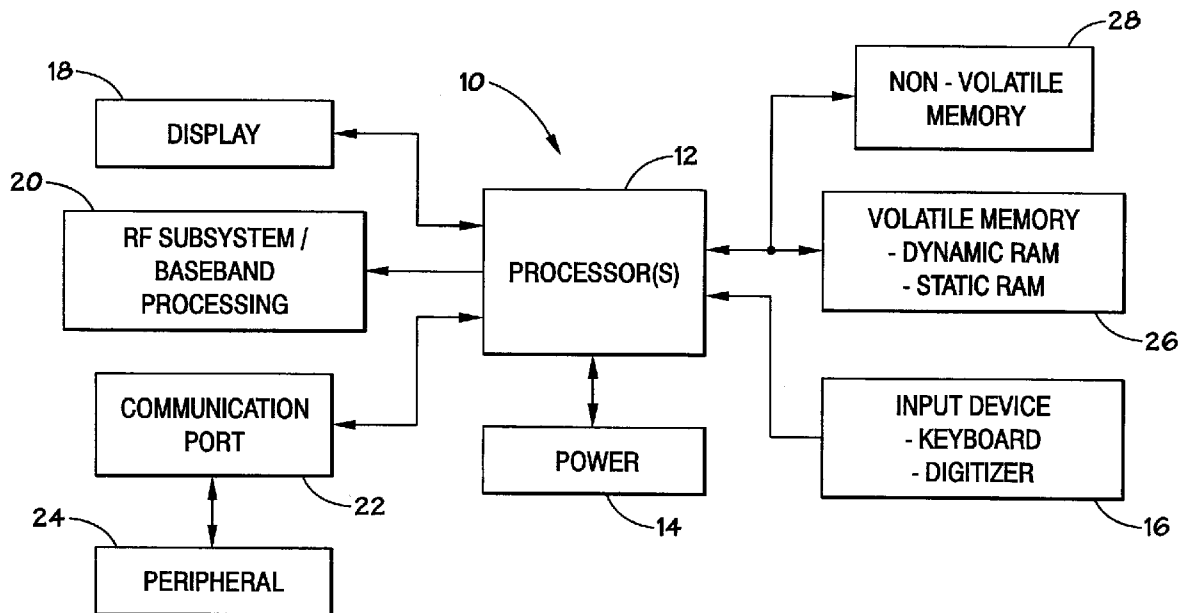 28
NON - VOLATILE
MEMORY
18
DISPLAY
10
12
20
RF SUBSYSTEM /
BASEBAND
PROCESSING
PROCESSOR(S)
VOLATILE MEMORY
- DYNAMIC RAM
- STATIC RAM
26
COMMUNICATION
PORT
22
POWER
14
INPUT DEVICE
- KEYBOARD
- DIGITIZER
16
24
PERIPHERAL